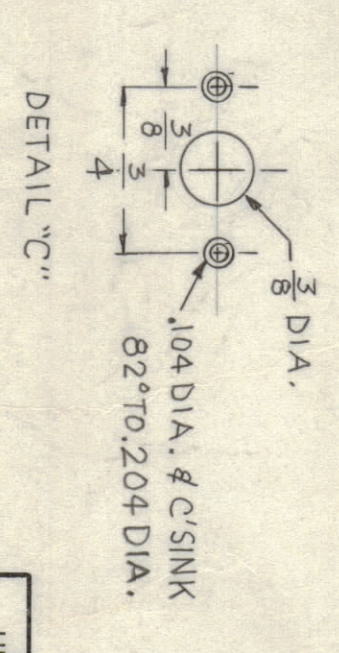 3/8 DIA.
.104 DIA. & C'SINK
82° TO .204 DIA.
3/8
3/4
DETAIL "C"